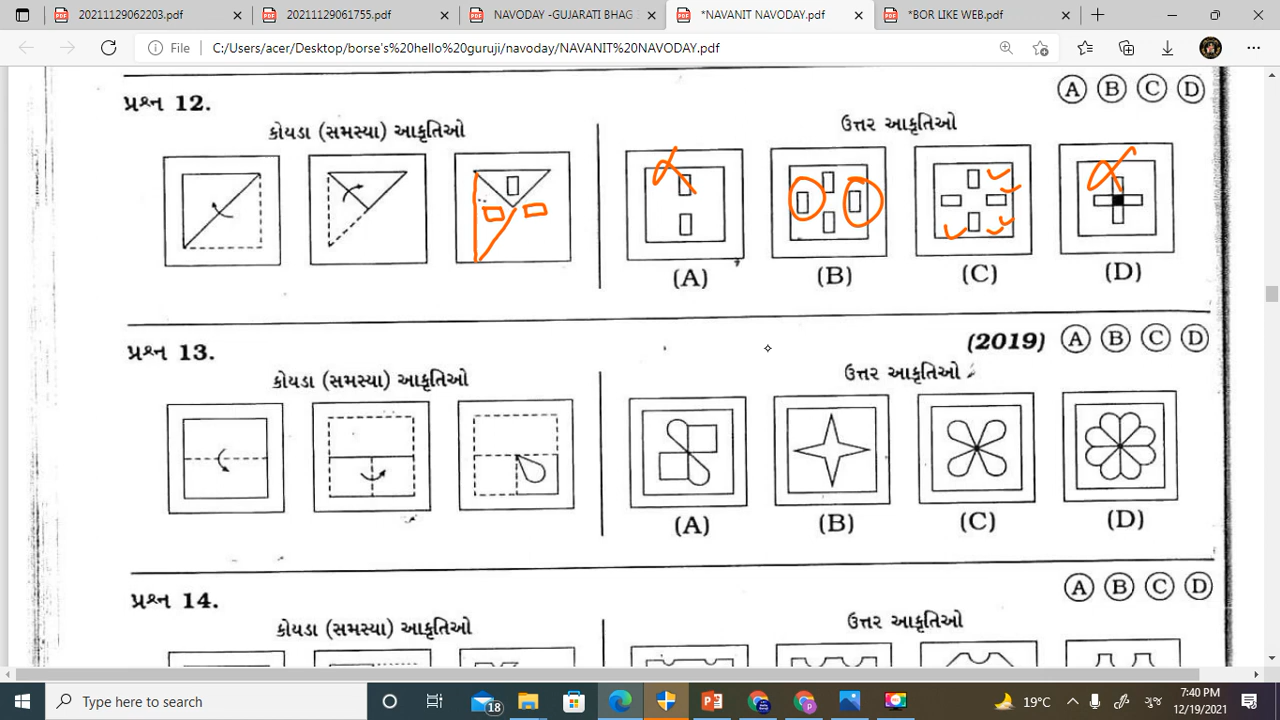 20211129062203.pdf
20211129061755.pdf
NAVODAY -GUJARATI BHAG
*NAVANIT NAVODAY.pdf
*BOR LIKE WEB.pdf
File
C:/Users/acer/Desktop/borse's%20hello%20guruji/navoday/NAVANIT%20NAVODAY.pdf
A B C D
પ્રશ્ન 12.
કોયડા (સમસ્યા) આકૃતિઓ
ઉત્તર આકૃતિઓ
(A) (B) (C) (D)
(2019) A B C D
પ્રશ્ન 13.
કોયડા (સમસ્યા) આકૃતિઓ
ઉત્તર આકૃતિઓ
(A) (B) (C) (D)
A B C D
પ્રશ્ન 14.
કોયડા (સમસ્યા) આકૃતિઓ
ઉત્તર આકૃતિઓ
Type here to search
18
19°C
7:40 PM
12/19/2021